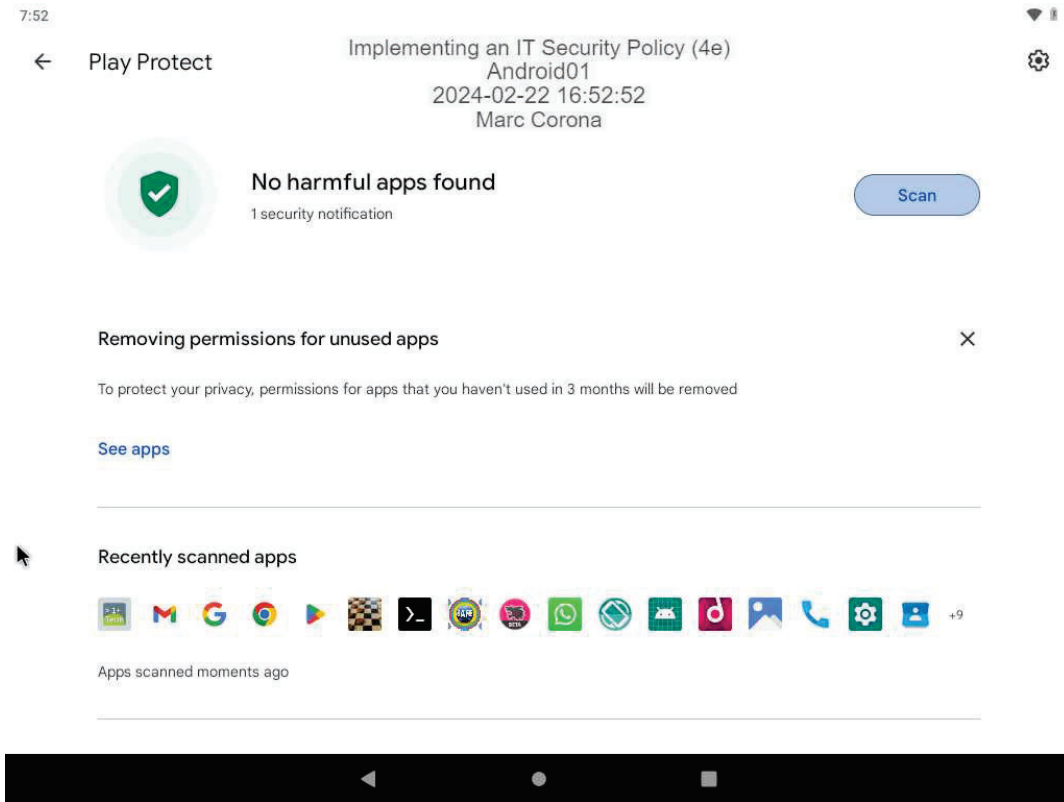 7:52
Play Protect
Implementing an IT Security Policy (4e)
Android01
2024-02-22 16:52:52
Marc Corona
No harmful apps found
1 security notification
Scan
Removing permissions for unused apps
To protect your privacy, permissions for apps that you haven't used in 3 months will be removed
See apps
Recently scanned apps
+9
Apps scanned moments ago